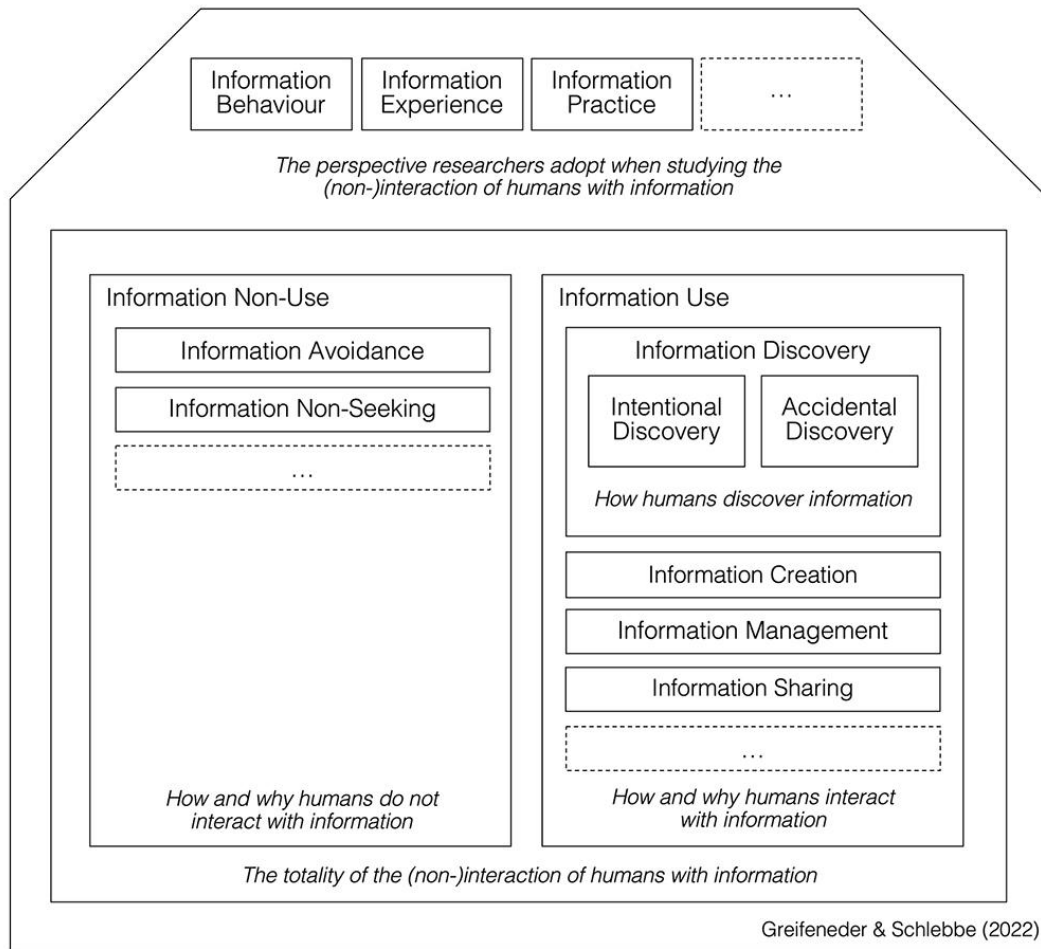 Information
Behaviour
Information
Experience
Information
Practice
...
The perspective researchers adopt when studying the
(non-)interaction of humans with information
Information Non-Use
Information Avoidance
Information Non-Seeking
...
How and why humans do not
interact with information
Information Use
Information Discovery
Intentional
Discovery
Accidental
Discovery
How humans discover information
Information Creation
Information Management
Information Sharing
...
How and why humans interact
with information
The totality of the (non-)interaction of humans with information
Greifeneder & Schlebbe (2022)